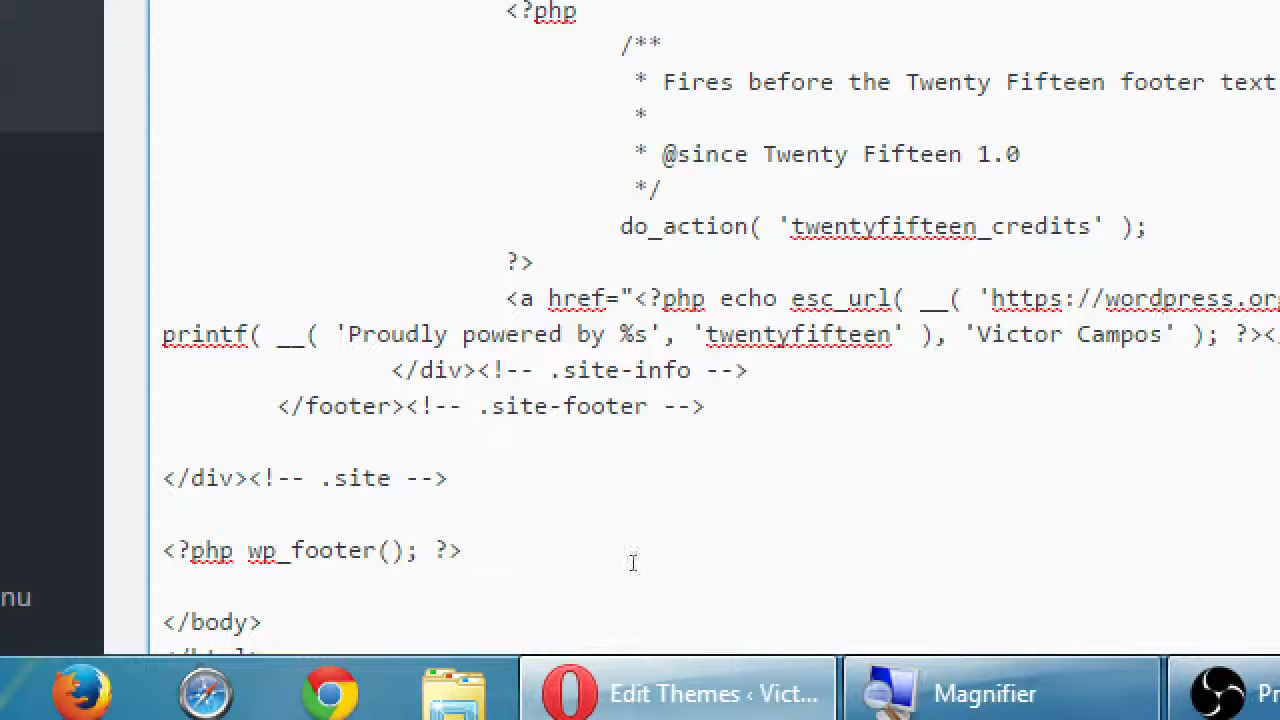 <?php
/**
* Fires before the Twenty Fifteen footer text
*
* @since Twenty Fifteen 1.0
*/
do_action( 'twentyfifteen_credits' );
?>
<a href="<?php echo esc_url( __( 'https://wordpress.org
printf( __( 'Proudly powered by %s', 'twentyfifteen' ), 'Victor Campos' ); ?></
</div><!-- .site-info -->
</footer><!-- .site-footer -->
</div><!-- .site -->
<?php wp_footer(); ?>
nu
</body>
Edit Themes ‹ Vict...
Magnifier